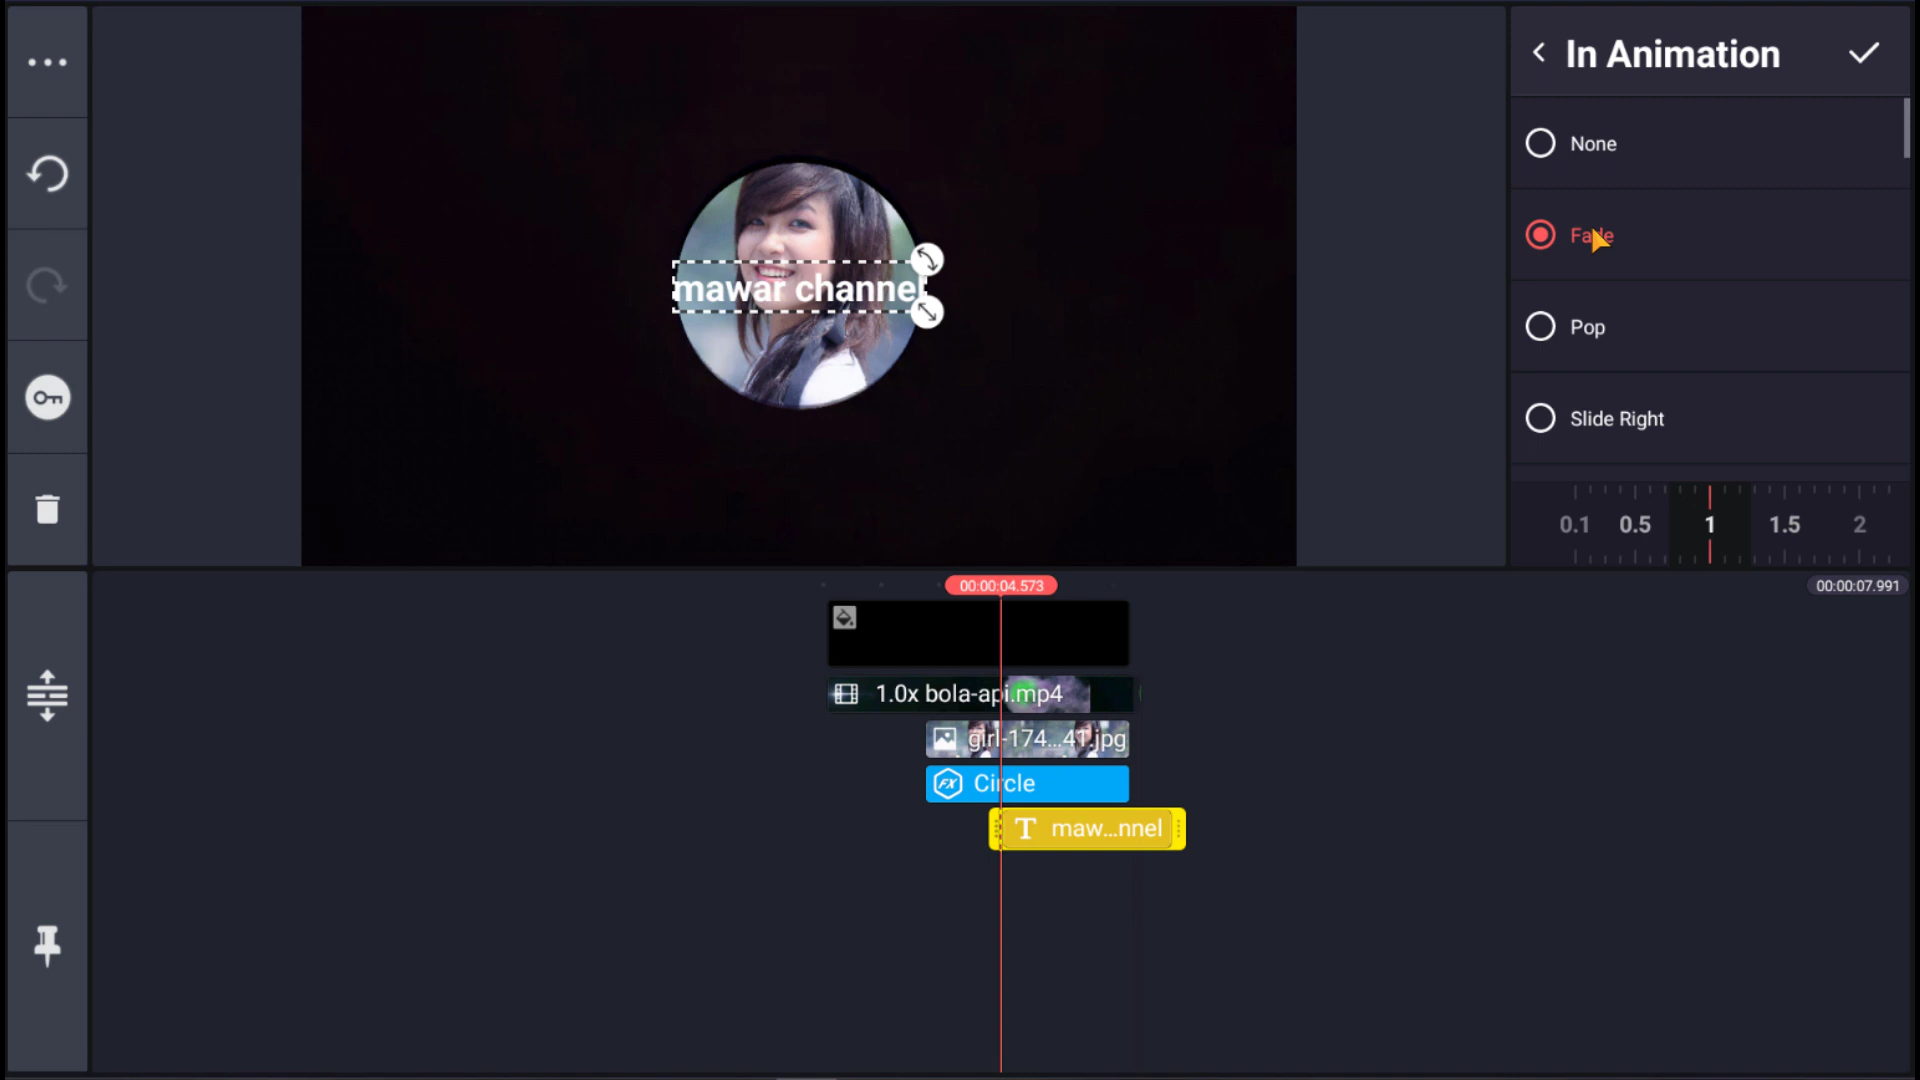 In Animation
None
Fade
Pop
Slide Right
0.1 0.5 1 1.5 2
mawar channel
00:00:04.573
00:00:07.991
1.0x bola-api.mp4
girl-174...41.jpg
FX Circle
T maw...nnel